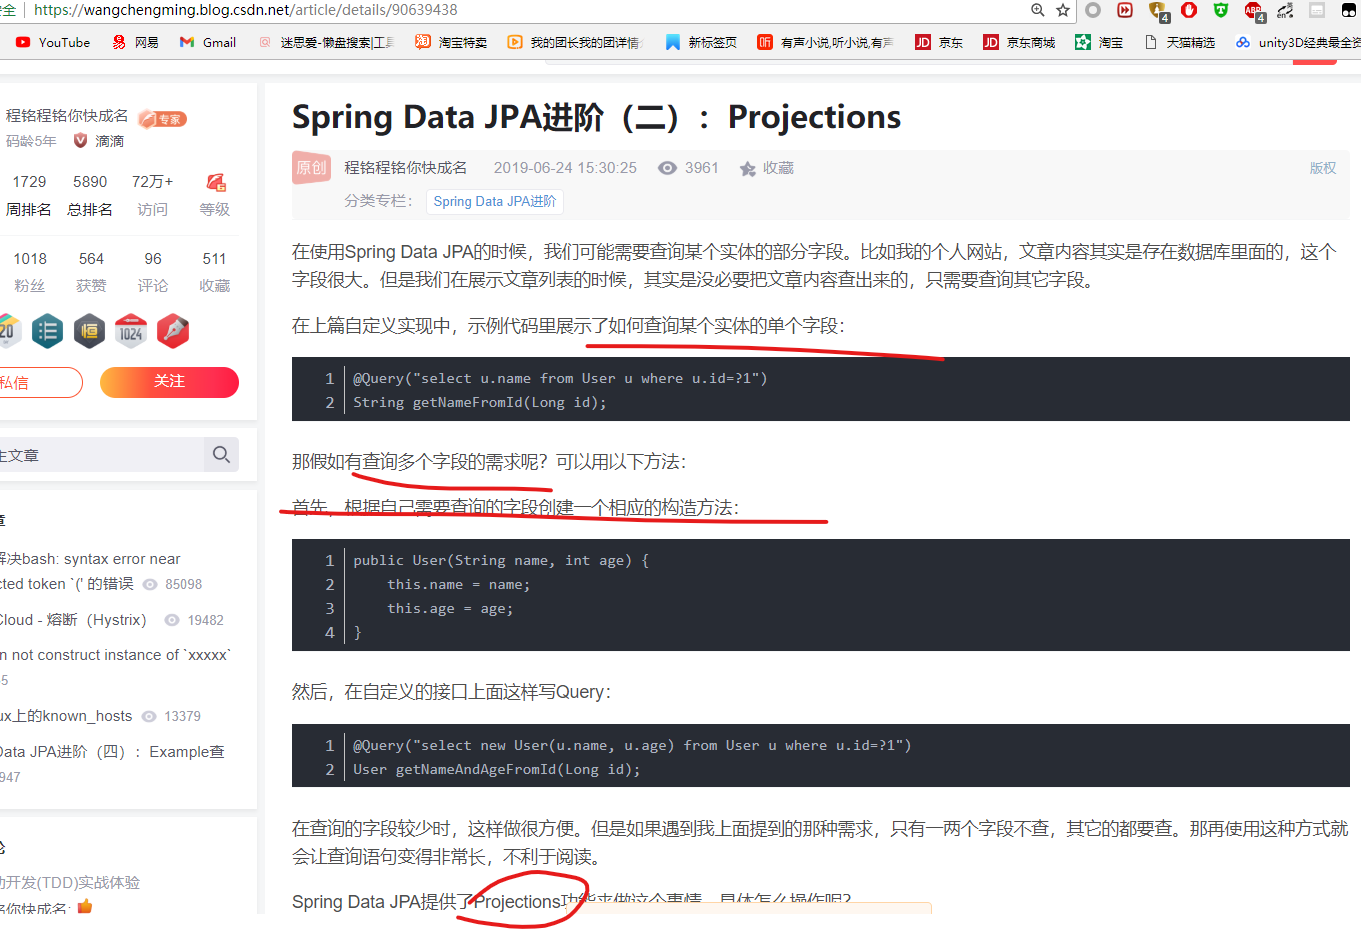 全 https://wangchengming.blog.csdn.net/article/details/90639438
YouTube 网易 Gmail 迷思爱-懒盘搜索|工具 淘宝特卖 我的团长我的团详情 新标签页 有声小说,听小说,有声 京东 京东商城 淘宝 天猫精选 unity3D经典最全资
程铭程铭你快成名 专家
码龄5年 滴滴
1729 5890 72万+
周排名 总排名 访问 等级
1018 564 96 511
粉丝 获赞 评论 收藏
20 1024
私信 关注
主文章
章
解决bash: syntax error near
cted token `(' 的错误 85098
Cloud - 熔断（Hystrix） 19482
n not construct instance of `xxxxx`
5
ux上的known_hosts 13379
Data JPA进阶（四）：Example查
947
论
动开发(TDD)实战体验
名你快成名:
Spring Data JPA进阶（二）：Projections
原创 程铭程铭你快成名 2019-06-24 15:30:25 3961 收藏 版权
分类专栏： Spring Data JPA进阶
在使用Spring Data JPA的时候，我们可能需要查询某个实体的部分字段。比如我的个人网站，文章内容其实是存在数据库里面的，这个
字段很大。但是我们在展示文章列表的时候，其实是没必要把文章内容查出来的，只需要查询其它字段。
在上篇自定义实现中，示例代码里展示了如何查询某个实体的单个字段：
1 @Query("select u.name from User u where u.id=?1")
2 String getNameFromId(Long id);
那假如有查询多个字段的需求呢？可以用以下方法：
首先，根据自己需要查询的字段创建一个相应的构造方法：
1 public User(String name, int age) {
2 this.name = name;
3 this.age = age;
4 }
然后，在自定义的接口上面这样写Query：
1 @Query("select new User(u.name, u.age) from User u where u.id=?1")
2 User getNameAndAgeFromId(Long id);
在查询的字段较少时，这样做很方便。但是如果遇到我上面提到的那种需求，只有一两个字段不查，其它的都要查。那再使用这种方式就
会让查询语句变得非常长，不利于阅读。
Spring Data JPA提供了Projections功能来做这个事情，具体怎么操作呢？